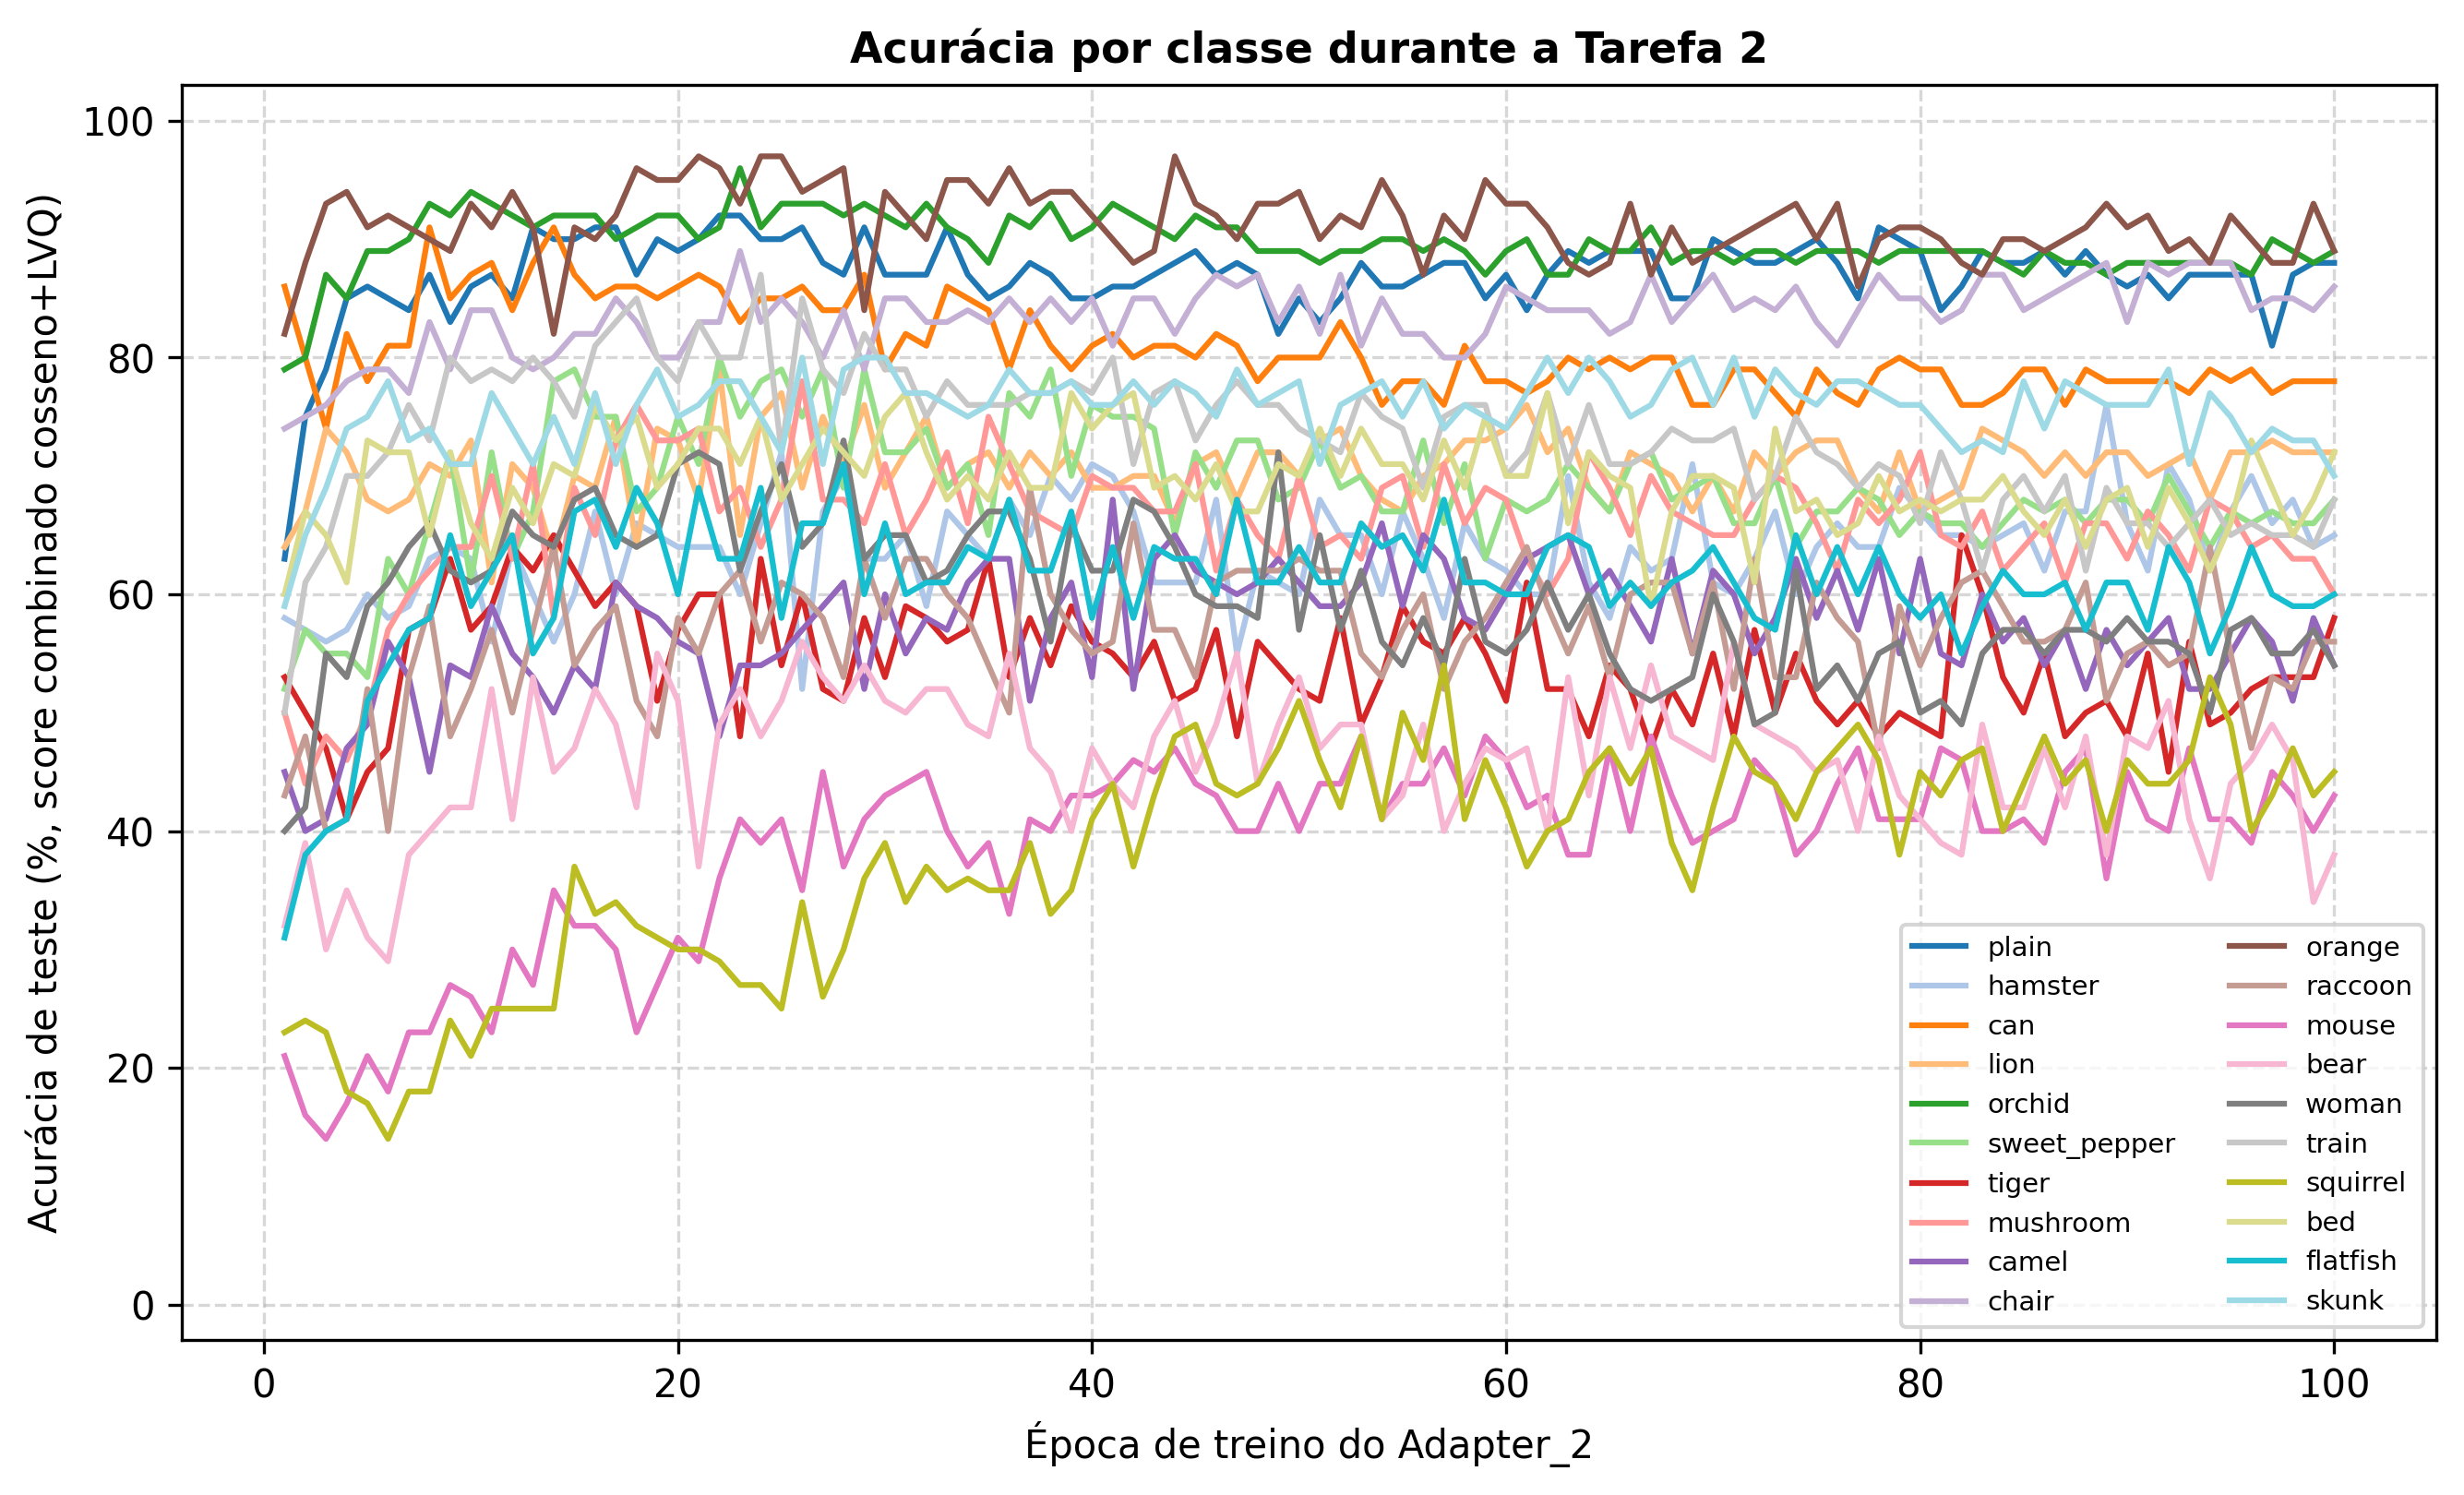 Acurácia por classe durante a Tarefa 2
Acurácia de teste (%, score combinado cosseno+LVQ)
100
80
60
40
20
0
0
20
40
60
80
100
Época de treino do Adapter_2
plain
hamster
can
lion
orchid
sweet_pepper
tiger
mushroom
camel
chair
orange
raccoon
mouse
bear
woman
train
squirrel
bed
flatfish
skunk